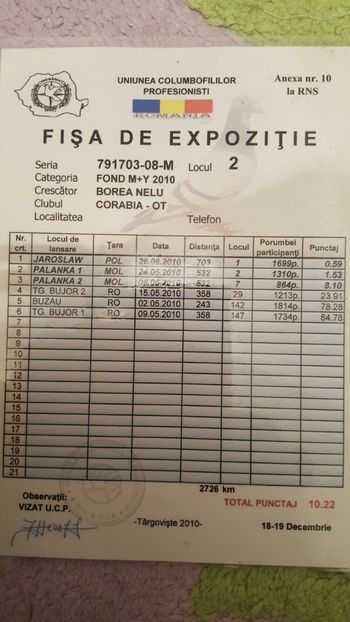 UNIUNEA COLUMBOFILILOR
PROFESIONISTI
Anexa nr. 10
la RNS
FIŞA DE EXPOZIŢIE
Seria 791703-08-M Locul 2
Categoria FOND M+Y 2010
Crescător BOREA NELU
Clubul CORABIA - OT
Localitatea Telefon
Nr. crt. Locul de lansare Ţara Data Distanţa Locul Porumbei participanţi Punctaj
1 JAROSLAW POL 26.06.2010 703 1 1699p. 0.59
2 PALANKA 1 MOL 24.05.2010 532 2 1310p. 1.53
3 PALANKA 2 MOL 532 7 864p. 8.10
4 TG. BUJOR 2 RO 15.05.2010 358 29 1213p. 23.91
5 BUZAU RO 02.05.2010 243 142 1814p. 78.28
6 TG. BUJOR 1 RO 09.05.2010 358 147 1734p. 84.78
7
8
9
10
11
12
13
14
15
16
17
18
19
20
21
2726 km
Observaţii:
VIZAT U.C.P.
TOTAL PUNCTAJ 10.22
-Târgovişte 2010-
18-19 Decembrie